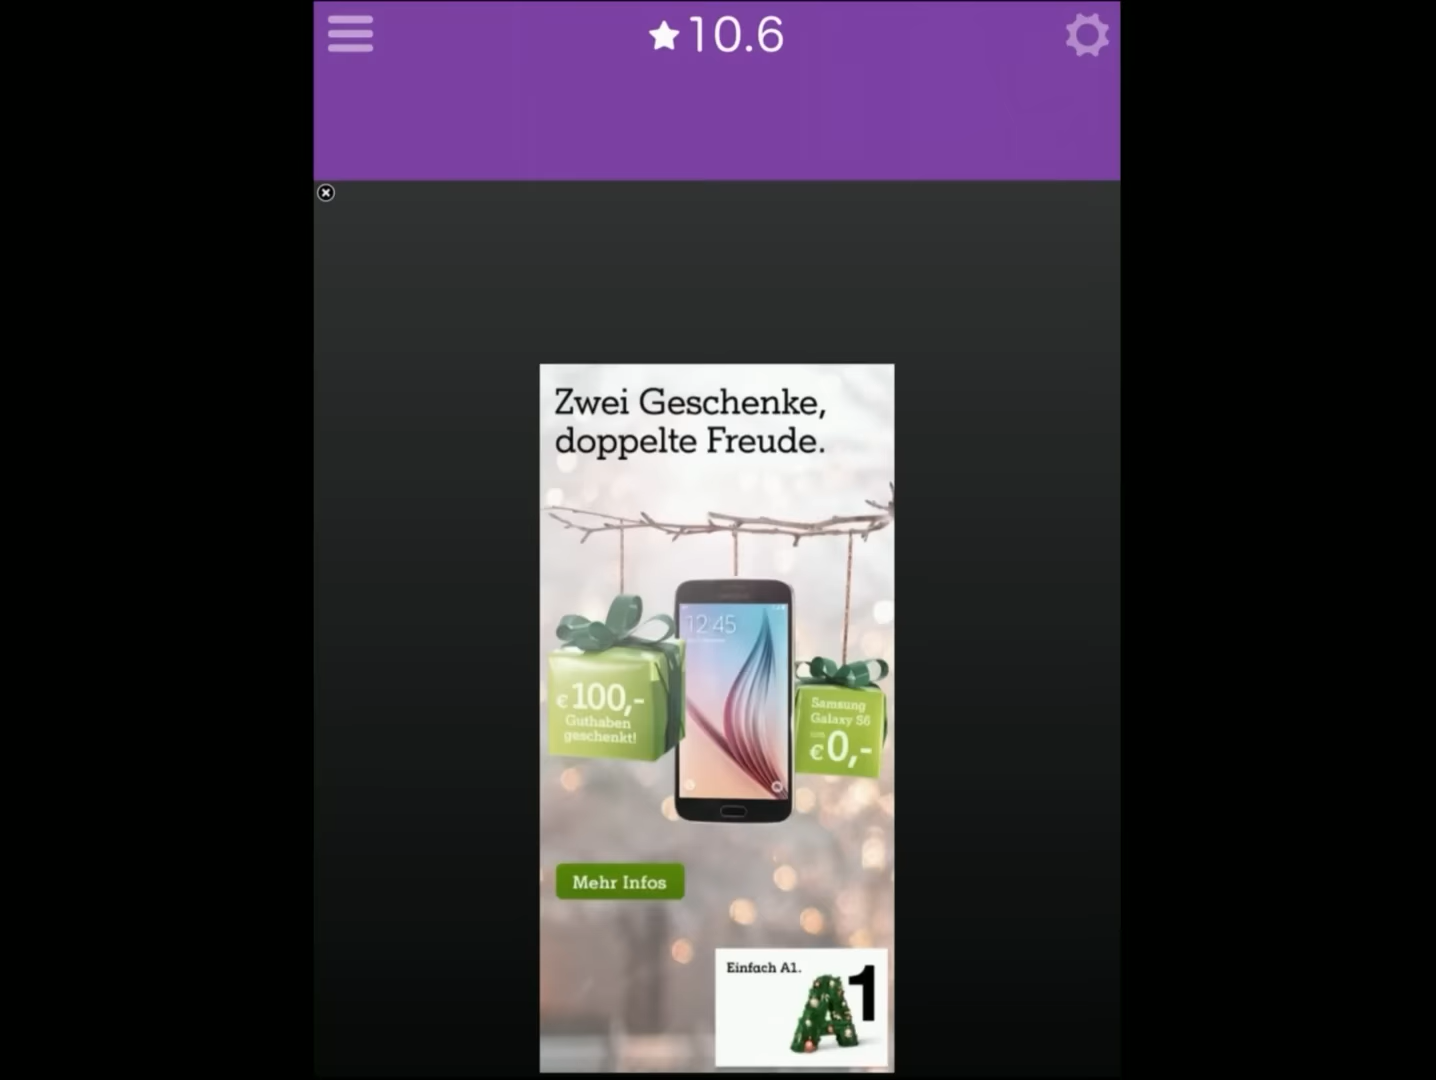 10.6
Zwei Geschenke,
doppelte Freude.
12:45
€ 100,-
Guthaben
geschenkt!
Samsung
Galaxy S6
€ 0,-
Mehr Infos
Einfach A1.
A1